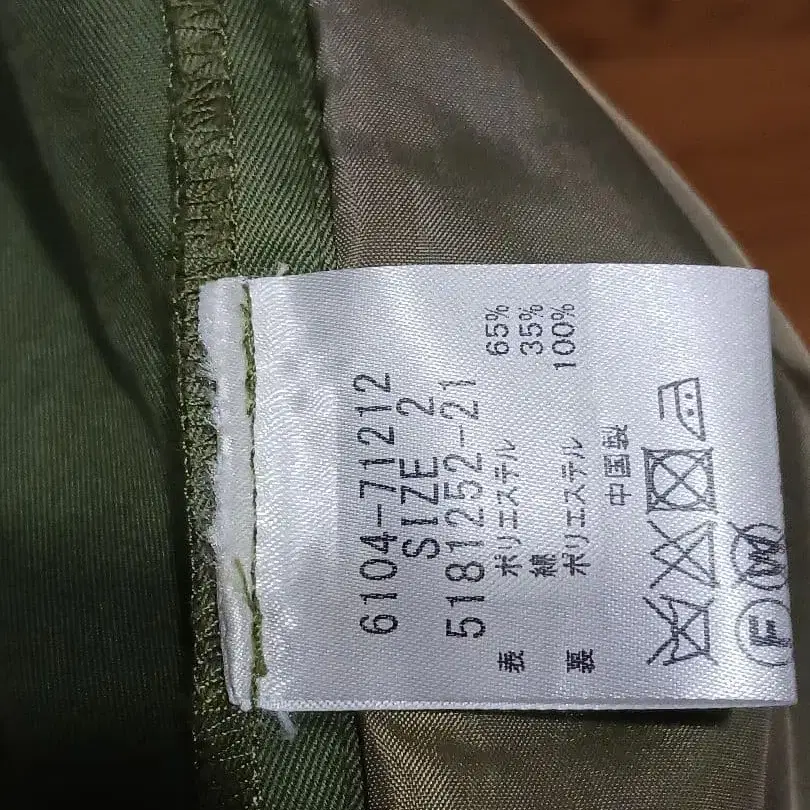 6104-71212
SIZE 2
5181252-21
表 ポリエステル 65%
綿 35%
裏 ポリエステル 100%
中国製
F W